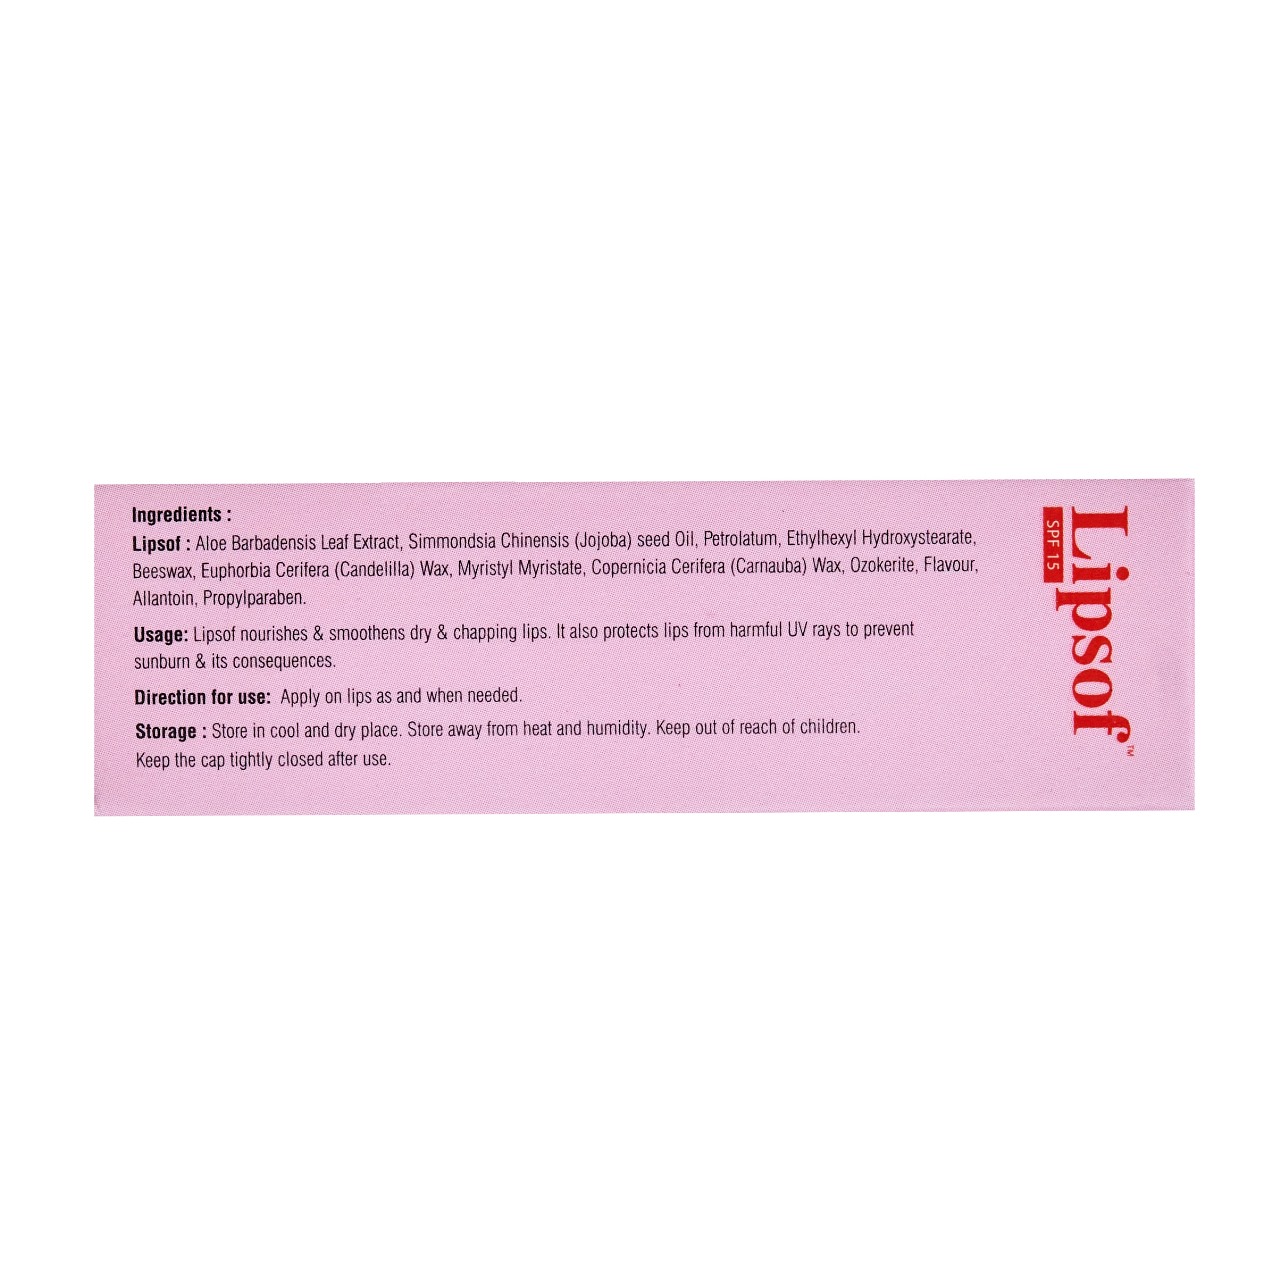 Ingredients :
Lipsof : Aloe Barbadensis Leaf Extract, Simmondsia Chinensis (Jojoba) seed Oil, Petrolatum, Ethylhexyl Hydroxystearate,
Beeswax, Euphorbia Cerifera (Candelilla) Wax, Myristyl Myristate, Copernicia Cerifera (Carnauba) Wax, Ozokerite, Flavour,
Allantoin, Propylparaben.
Usage: Lipsof nourishes & smoothens dry & chapping lips. It also protects lips from harmful UV rays to prevent
sunburn & its consequences.
Direction for use: Apply on lips as and when needed.
Storage : Store in cool and dry place. Store away from heat and humidity. Keep out of reach of children.
Keep the cap tightly closed after use.
Lipsof™
SPF 15